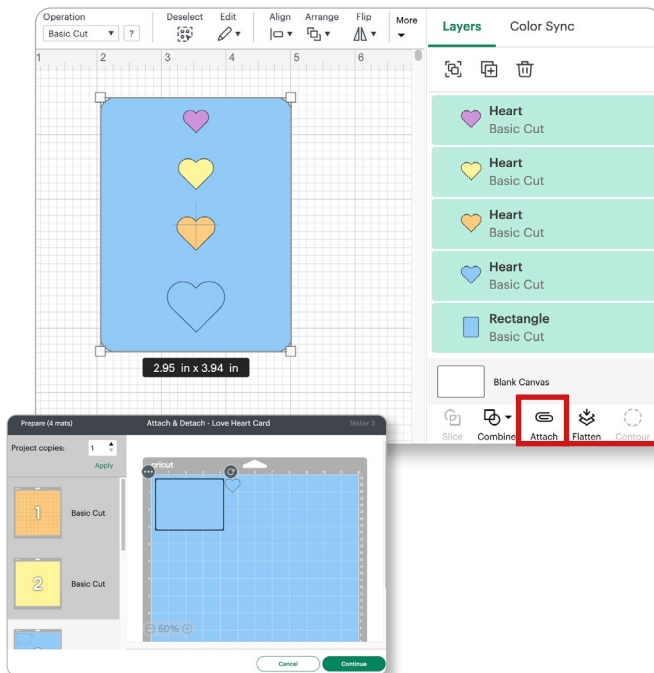 Operation
Deselect
Edit
Align
Arrange
Flip
More
Basic Cut
?
1 2 3 4 5 6
2.95 in x 3.94 in
Layers
Color Sync
Heart
Basic Cut
Heart
Basic Cut
Heart
Basic Cut
Heart
Basic Cut
Rectangle
Basic Cut
Blank Canvas
Slice
Combine
Attach
Flatten
Contour
Prepare (4 mats)
Attach & Detach - Love Heart Card
Maker 3
Project copies:
1
Apply
1
Basic Cut
2
Basic Cut
cricut
50%
Cancel
Continue